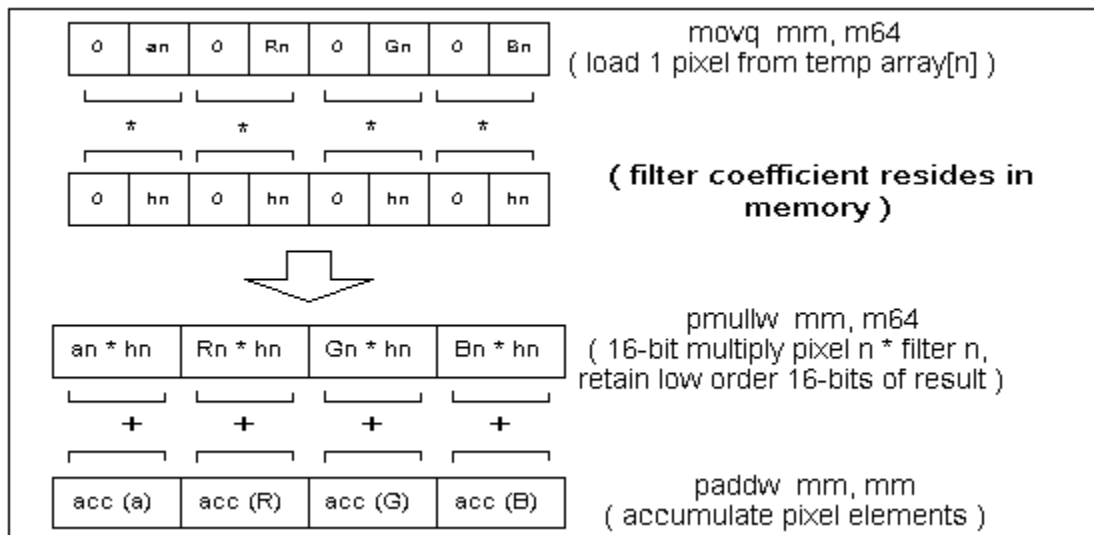 0 an 0 Rn 0 Gn 0 Bn
movq mm, m64
( load 1 pixel from temp array[n] )
* * * *
0 hn 0 hn 0 hn 0 hn
( filter coefficient resides in
memory )
an * hn Rn * hn Gn * hn Bn * hn
pmullw mm, m64
( 16-bit multiply pixel n * filter n,
retain low order 16-bits of result )
+ + + +
acc (a) acc (R) acc (G) acc (B)
paddw mm, mm
( accumulate pixel elements )